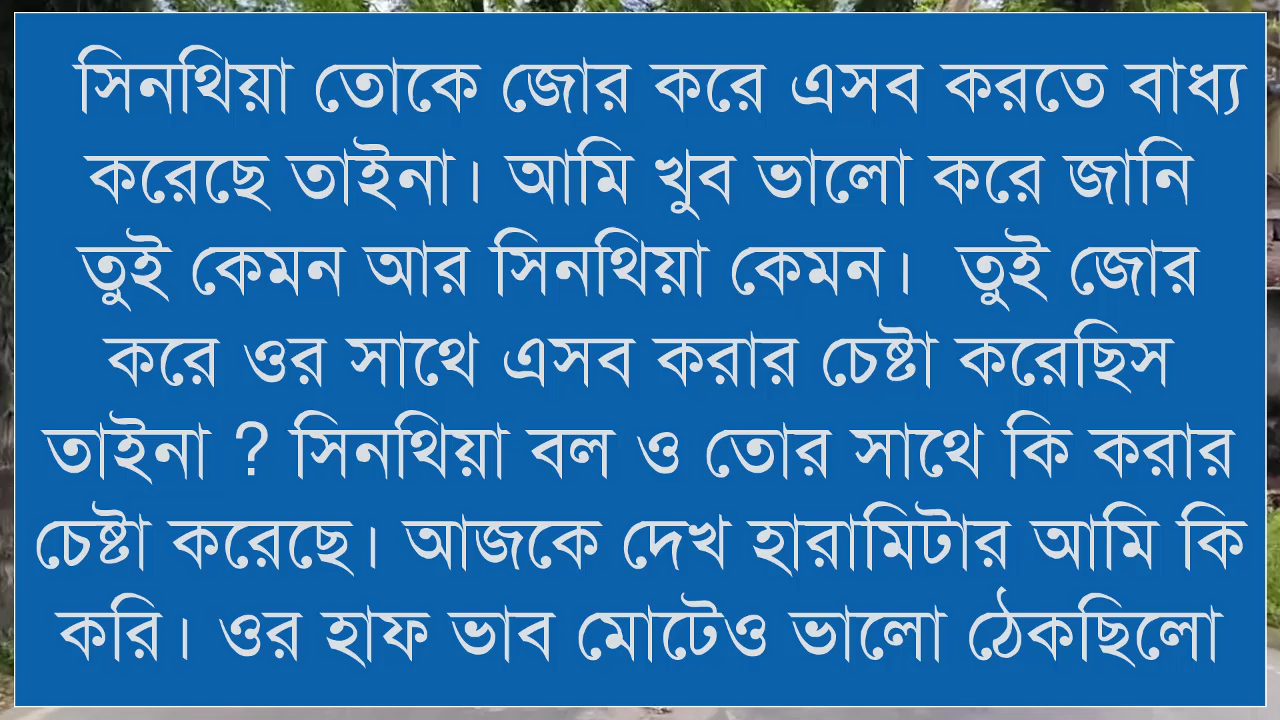 সিনথিয়া তোকে জোর করে এসব করতে বাধ্য
করেছে তাইনা। আমি খুব ভালো করে জানি
তুই কেমন আর সিনথিয়া কেমন। তুই জোর
করে ওর সাথে এসব করার চেষ্টা করেছিস
তাইনা ? সিনথিয়া বল ও তোর সাথে কি করার
চেষ্টা করেছে। আজকে দেখ হারামিটার আমি কি
করি। ওর হাফ ভাব মোটেও ভালো ঠেকছিলো